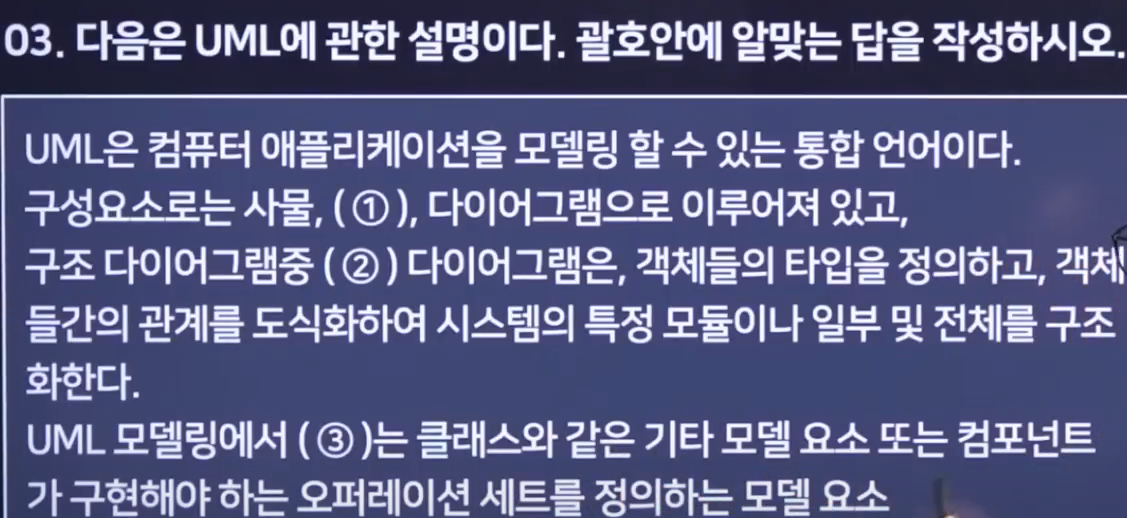 03. 다음은 UML에 관한 설명이다. 괄호안에 알맞는 답을 작성하시오.
UML은 컴퓨터 애플리케이션을 모델링 할 수 있는 통합 언어이다.
구성요소로는 사물, ( ① ), 다이어그램으로 이루어져 있고,
구조 다이어그램중 ( ② ) 다이어그램은, 객체들의 타입을 정의하고, 객체
들간의 관계를 도식화하여 시스템의 특정 모듈이나 일부 및 전체를 구조
화한다.
UML 모델링에서 ( ③ )는 클래스와 같은 기타 모델 요소 또는 컴포넌트
가 구현해야 하는 오퍼레이션 세트를 정의하는 모델 요소